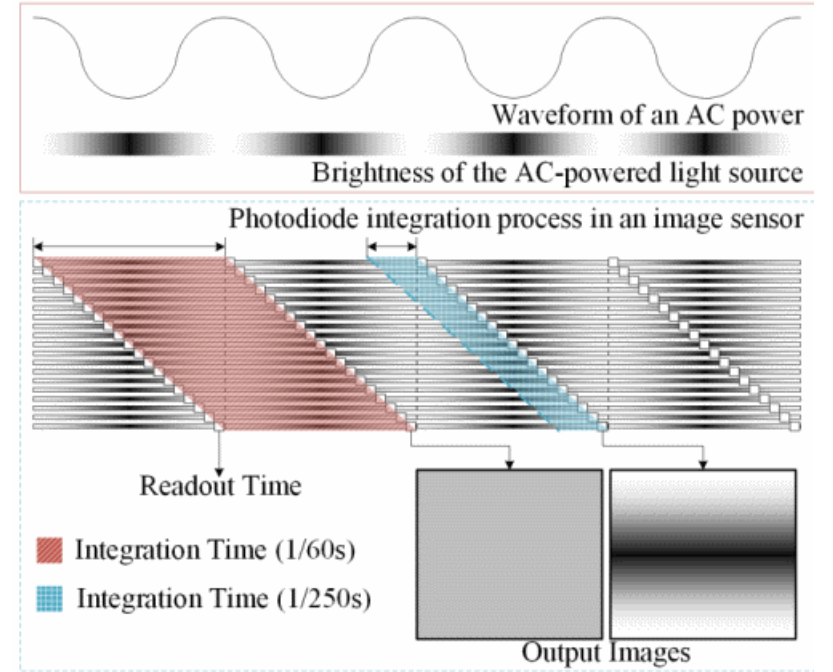 Waveform of an AC power
Brightness of the AC-powered light source
Photodiode integration process in an image sensor
Readout Time
Integration Time (1/60s)
Integration Time (1/250s)
Output Images